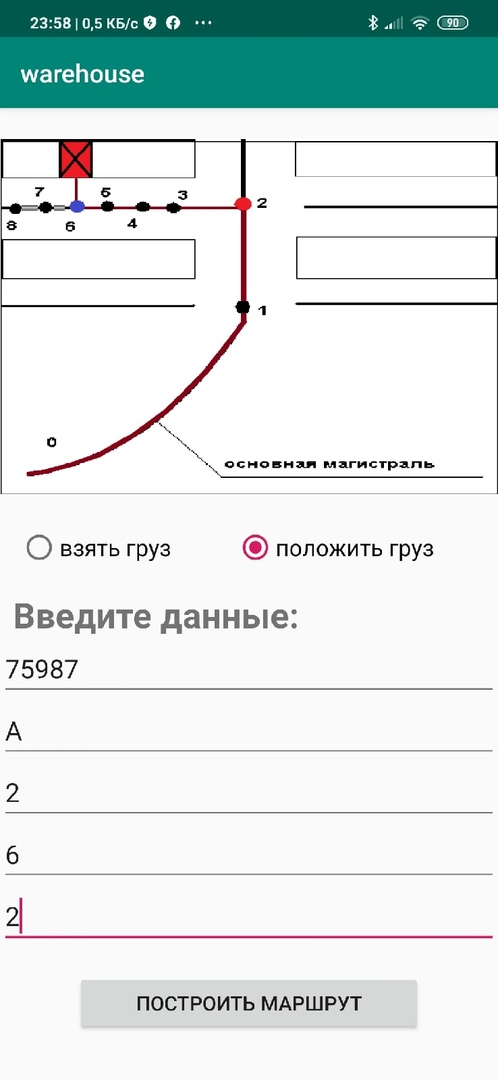 23:58 | 0,5 КБ/с ... 90
warehouse
7 5 3 2
8 6 4
1
0
основная магистраль
взять груз положить груз
Введите данные:
75987
A
2
6
2
ПОСТРОИТЬ МАРШРУТ